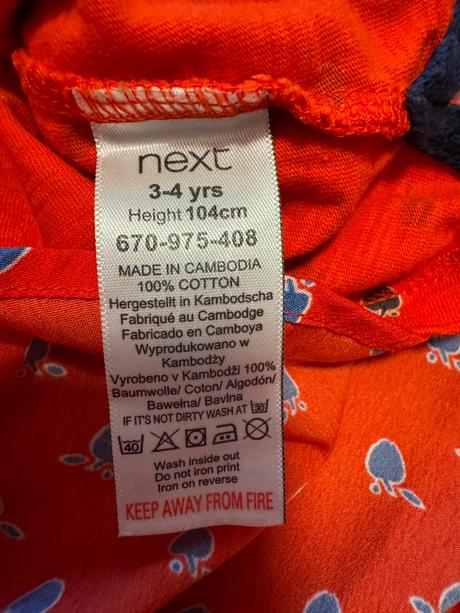 next
3-4 yrs
Height 104cm
670-975-408
MADE IN CAMBODIA
100% COTTON
Hergestellt in Kambodscha
Fabriqué au Cambodge
Fabricado en Camboya
Wyprodukowano w
Kambodży
Vyrobeno v Kambodži 100%
Baumwolle/ Coton/ Algodón/
Bawełna/ Bavlna
IF IT'S NOT DIRTY WASH AT 30
40
Wash inside out
Do not iron print
Iron on reverse
KEEP AWAY FROM FIRE